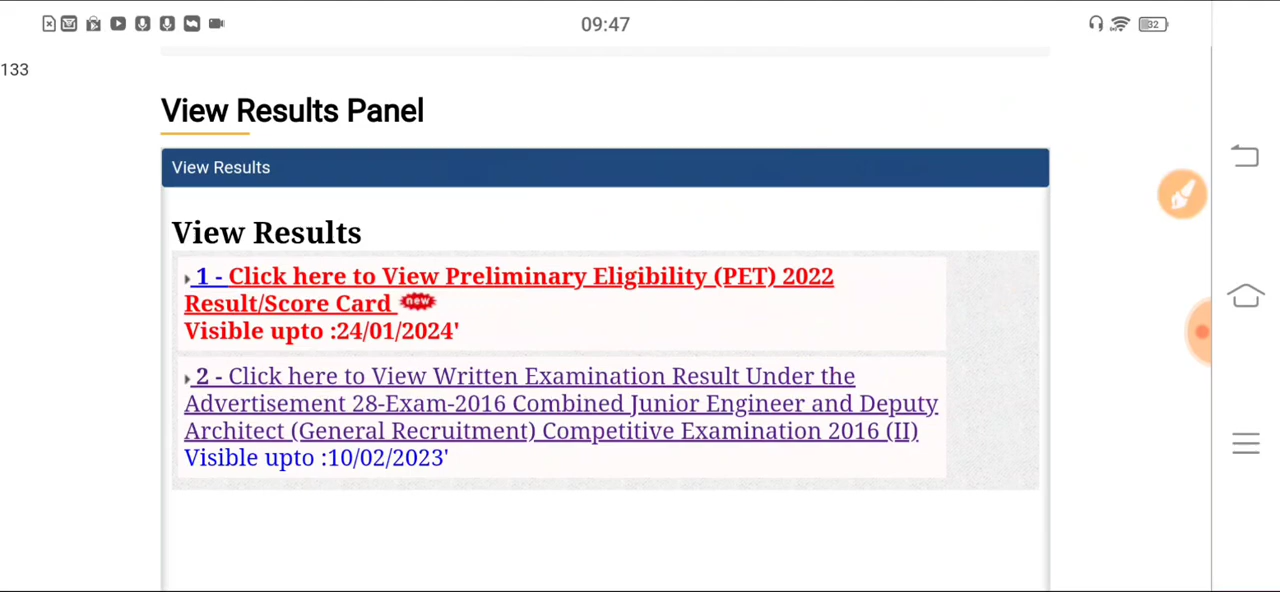 09:47
32
133
View Results Panel
View Results
View Results
1 - Click here to View Preliminary Eligibility (PET) 2022
Result/Score Card new
Visible upto :24/01/2024'
2 - Click here to View Written Examination Result Under the
Advertisement 28-Exam-2016 Combined Junior Engineer and Deputy
Architect (General Recruitment) Competitive Examination 2016 (II)
Visible upto :10/02/2023'